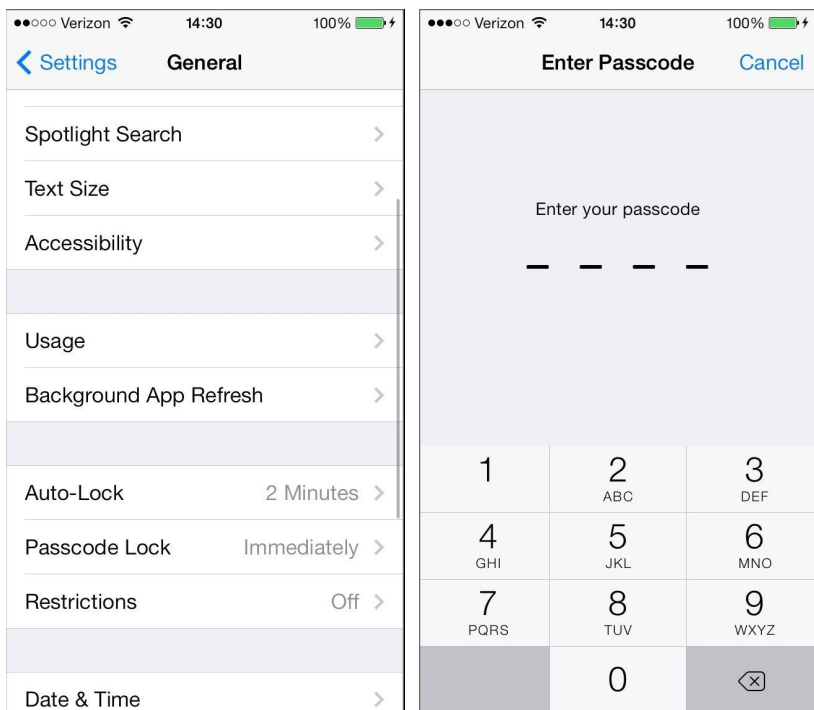 Verizon 14:30 100%
Settings General
Spotlight Search
Text Size
Accessibility
Usage
Background App Refresh
Auto-Lock 2 Minutes
Passcode Lock Immediately
Restrictions Off
Date & Time
Verizon 14:30 100%
Enter Passcode Cancel
Enter your passcode
1 2 3
ABC DEF
4 5 6
GHI JKL MNO
7 8 9
PQRS TUV WXYZ
0